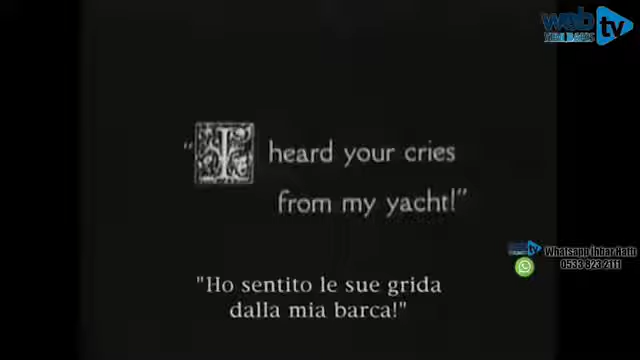 web tv
"I heard your cries
from my yacht!"
Whatsapp İhbar Hattı
0533 823 2111
"Ho sentito le sue grida
dalla mia barca!"